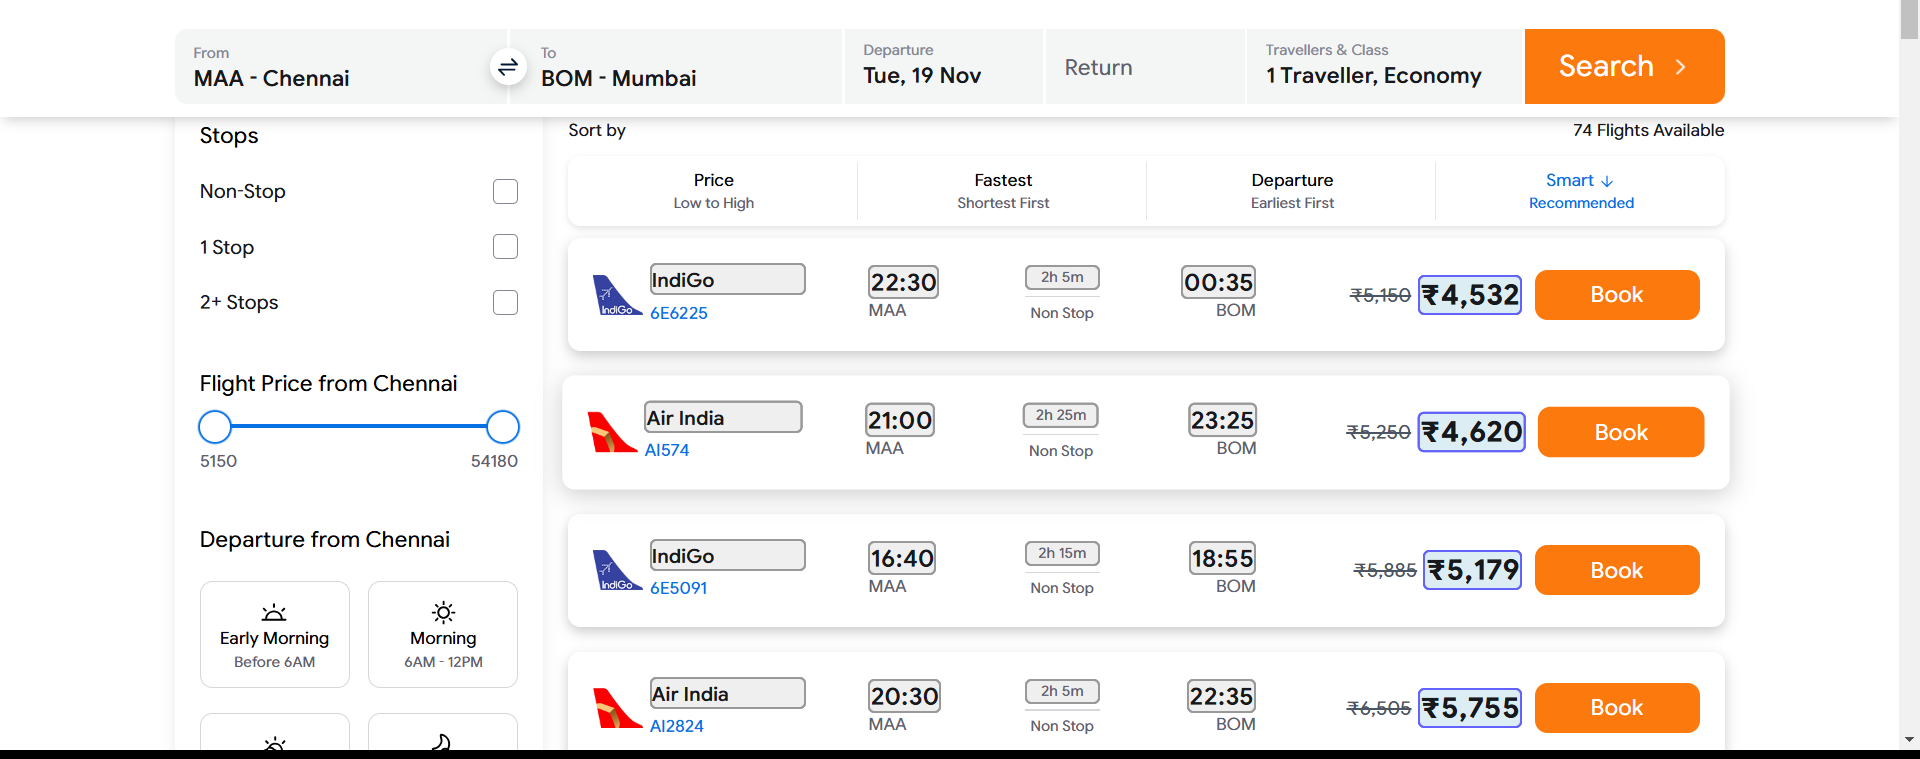 From
MAA - Chennai
To
BOM - Mumbai
Departure
Tue, 19 Nov
Return
Travellers & Class
1 Traveller, Economy
Search
Stops
Non-Stop
1 Stop
2+ Stops
Flight Price from Chennai
5150 54180
Departure from Chennai
Early Morning
Before 6AM
Morning
6AM - 12PM
Sort by
74 Flights Available
Price
Low to High
Fastest
Shortest First
Departure
Earliest First
Smart
Recommended
IndiGo
IndiGo 22:30 2h 5m 00:35 ₹5,150 ₹4,532 Book
6E6225 MAA Non Stop BOM
Air India 21:00 2h 25m 23:25 ₹5,250 ₹4,620 Book
AI574 MAA Non Stop BOM
IndiGo
IndiGo 16:40 2h 15m 18:55 ₹5,885 ₹5,179 Book
6E5091 MAA Non Stop BOM
Air India 20:30 2h 5m 22:35 ₹6,505 ₹5,755 Book
AI2824 MAA Non Stop BOM